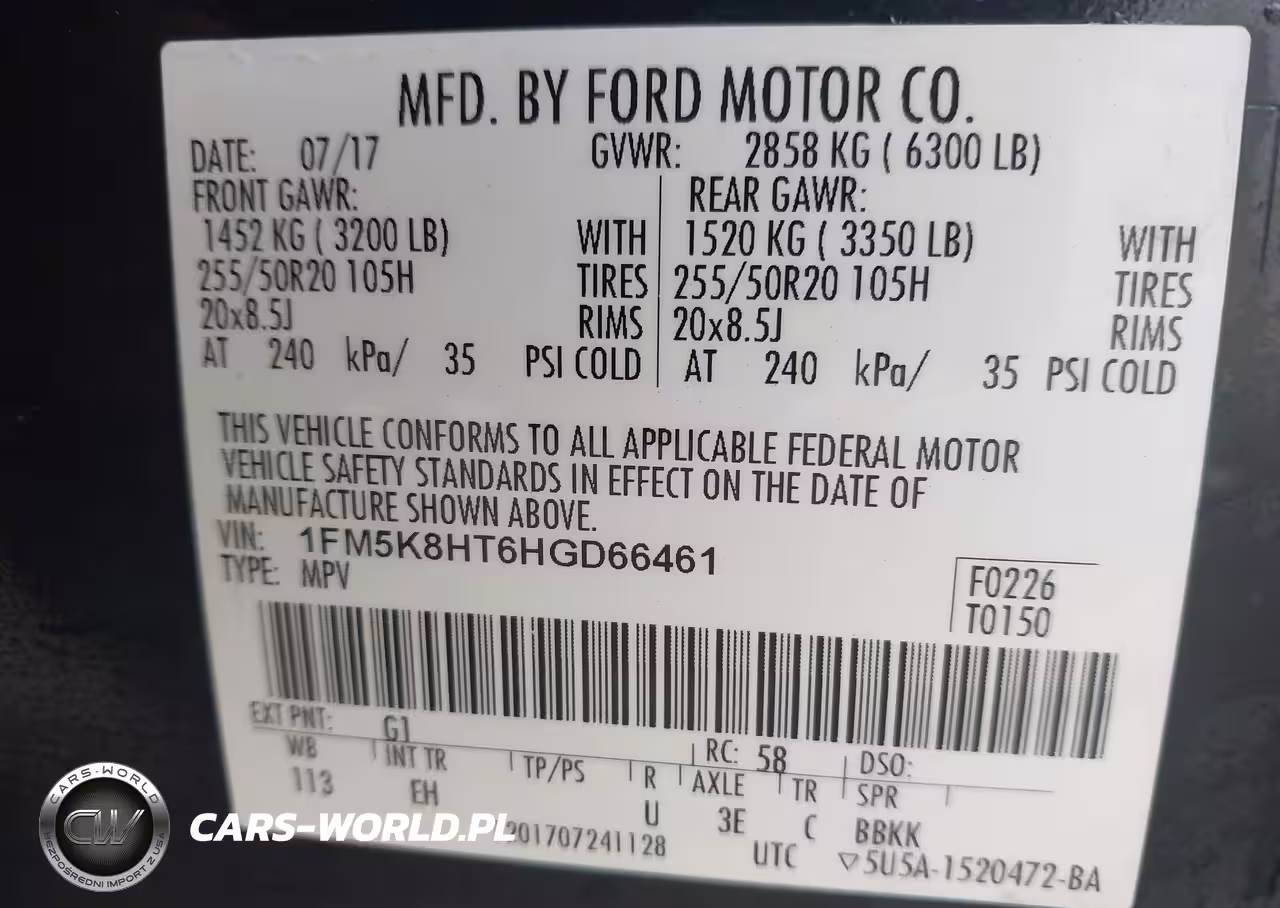 MFD. BY FORD MOTOR CO.
DATE: 07/17 GVWR: 2858 KG ( 6300 LB)
FRONT GAWR: REAR GAWR:
1452 KG ( 3200 LB) WITH 1520 KG ( 3350 LB) WITH
255/50R20 105H TIRES 255/50R20 105H TIRES
20x8.5J RIMS 20x8.5J RIMS
AT 240 kPa/ 35 PSI COLD AT 240 kPa/ 35 PSI COLD
THIS VEHICLE CONFORMS TO ALL APPLICABLE FEDERAL MOTOR
VEHICLE SAFETY STANDARDS IN EFFECT ON THE DATE OF
MANUFACTURE SHOWN ABOVE.
VIN: 1FM5K8HT6HGD66461
TYPE: MPV
F0226
T0150
EXT PNT: G1 RC: 58 DSO:
WB INT TR TP/PS R AXLE TR SPR
113 EH U 3E C BBKK
201707241128 UTC ▽5U5A-1520472-BA
CARS-WORLD
CW
BEZPOŚREDNI IMPORT Z USA
CARS-WORLD.PL